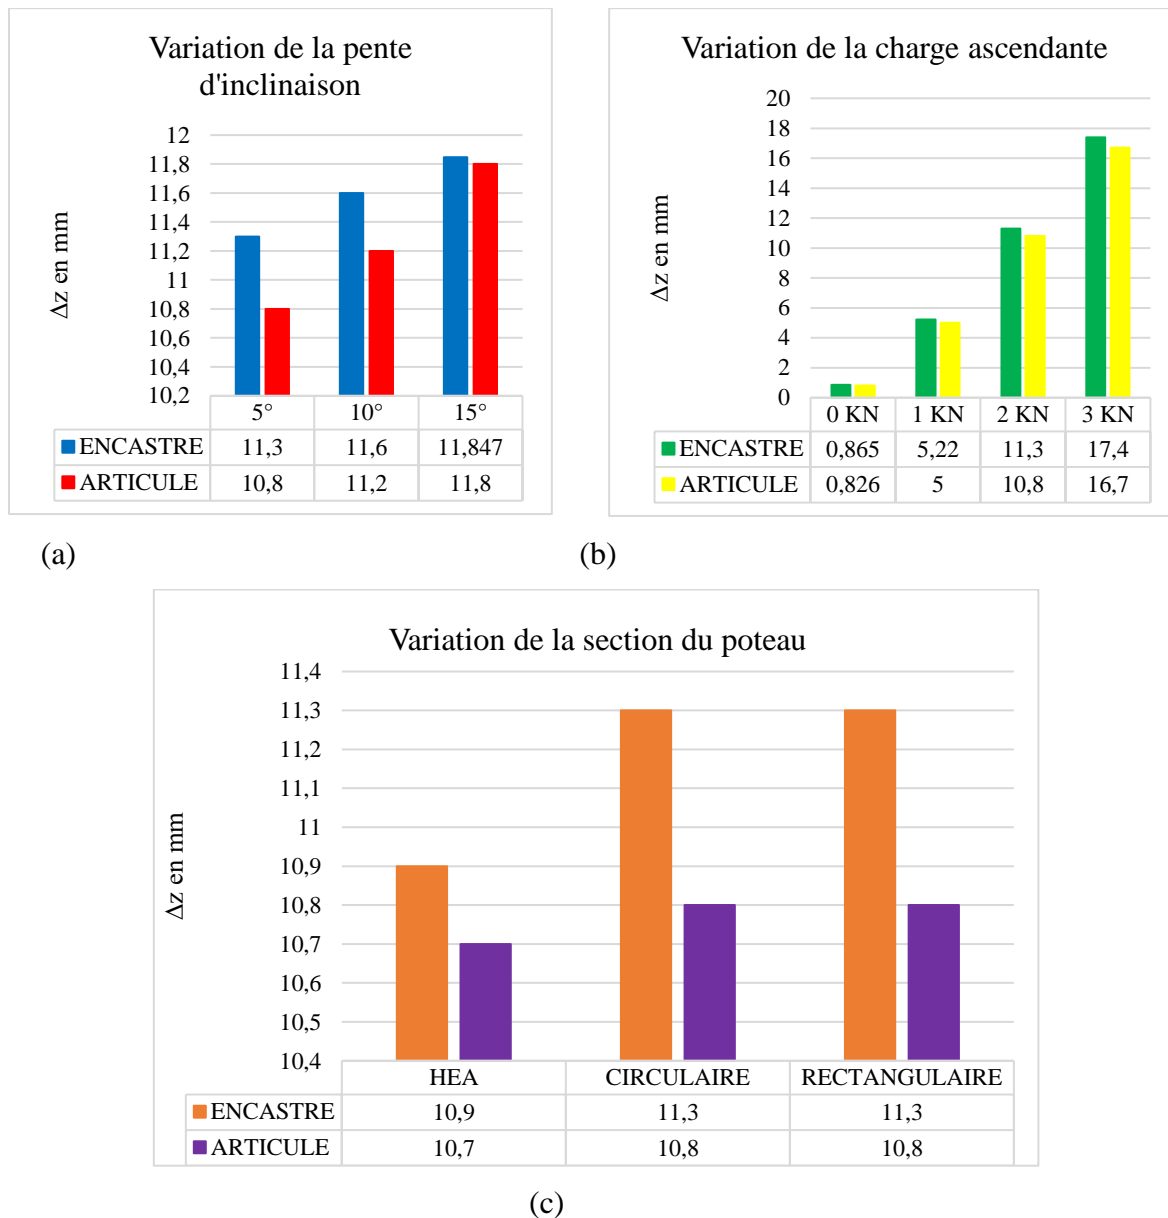 Variation de la pente
d'inclinaison
Δz en mm
12
11,8
11,6
11,4
11,2
11
10,8
10,6
10,4
10,2
5° 10° 15°
ENCASTRE 11,3 11,6 11,847
ARTICULE 10,8 11,2 11,8
(a)
Variation de la charge ascendante
Δz en mm
20
18
16
14
12
10
8
6
4
2
0
0 KN 1 KN 2 KN 3 KN
ENCASTRE 0,865 5,22 11,3 17,4
ARTICULE 0,826 5 10,8 16,7
(b)
Variation de la section du poteau
Δz en mm
11,4
11,3
11,2
11,1
11
10,9
10,8
10,7
10,6
10,5
10,4
HEA CIRCULAIRE RECTANGULAIRE
ENCASTRE 10,9 11,3 11,3
ARTICULE 10,7 10,8 10,8
(c)